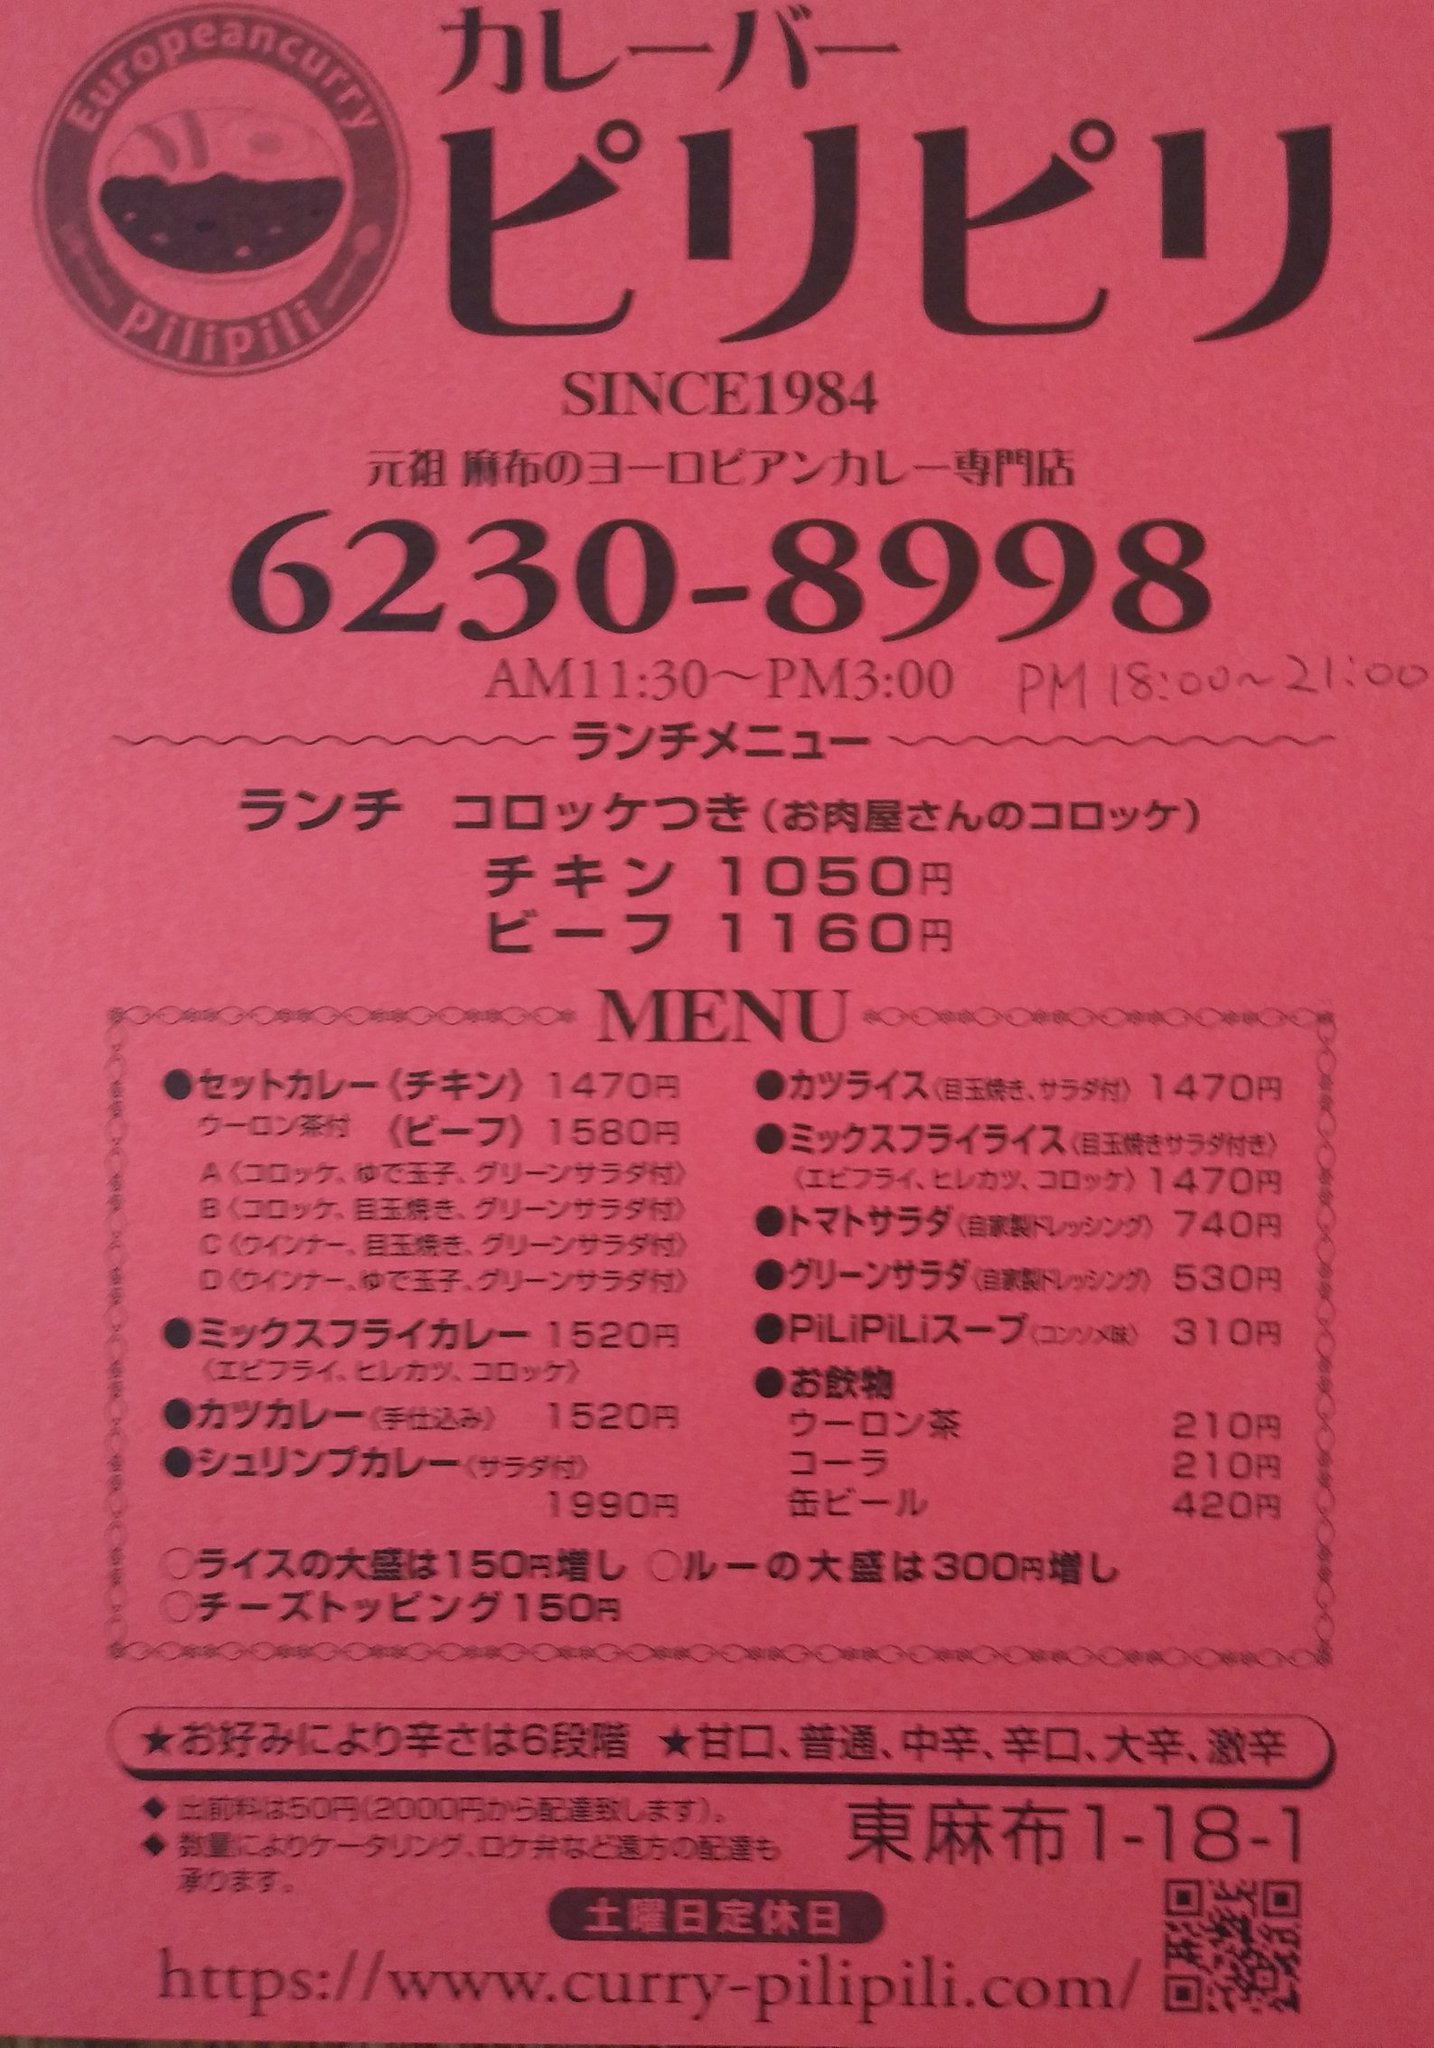 Europeancurry
PiliPili
カレーバー
ピリピリ
SINCE1984
元祖 麻布のヨーロピアンカレー専門店
6230-8998
AM11:30～PM3:00 PM 18:00~21:00
ランチメニュー
ランチ コロッケつき(お肉屋さんのコロッケ)
チキン 1050円
ビーフ 1160円
MENU
●セットカレー〈チキン〉 1470円
ウーロン茶付 〈ビーフ〉 1580円
A〈コロッケ、ゆで玉子、グリーンサラダ付〉
B〈コロッケ、目玉焼き、グリーンサラダ付〉
C〈ウインナー、目玉焼き、グリーンサラダ付〉
D〈ウインナー、ゆで玉子、グリーンサラダ付〉
●ミックスフライカレー 1520円
〈エビフライ、ヒレカツ、コロッケ〉
●カツカレー〈手仕込み〉 1520円
●シュリンプカレー〈サラダ付〉
1990円
●カツライス〈目玉焼き、サラダ付〉 1470円
●ミックスフライライス〈目玉焼きサラダ付き〉
〈エビフライ、ヒレカツ、コロッケ〉 1470円
●トマトサラダ〈自家製ドレッシング〉 740円
●グリーンサラダ〈自家製ドレッシング〉 530円
●PiLiPiLiスープ〈コンソメ味〉 310円
●お飲物
ウーロン茶 210円
コーラ 210円
缶ビール 420円
○ライスの大盛は150円増し ○ルーの大盛は300円増し
○チーズトッピング150円
★お好みにより辛さは6段階 ★甘口、普通、中辛、辛口、大辛、激辛
◆ 出前料は50円(2000円から配達致します)。
◆ 数量によりケータリング、ロケ弁など遠方の配達も
承ります。
東麻布1-18-1
土曜日定休日
https://www.curry-pilipili.com/